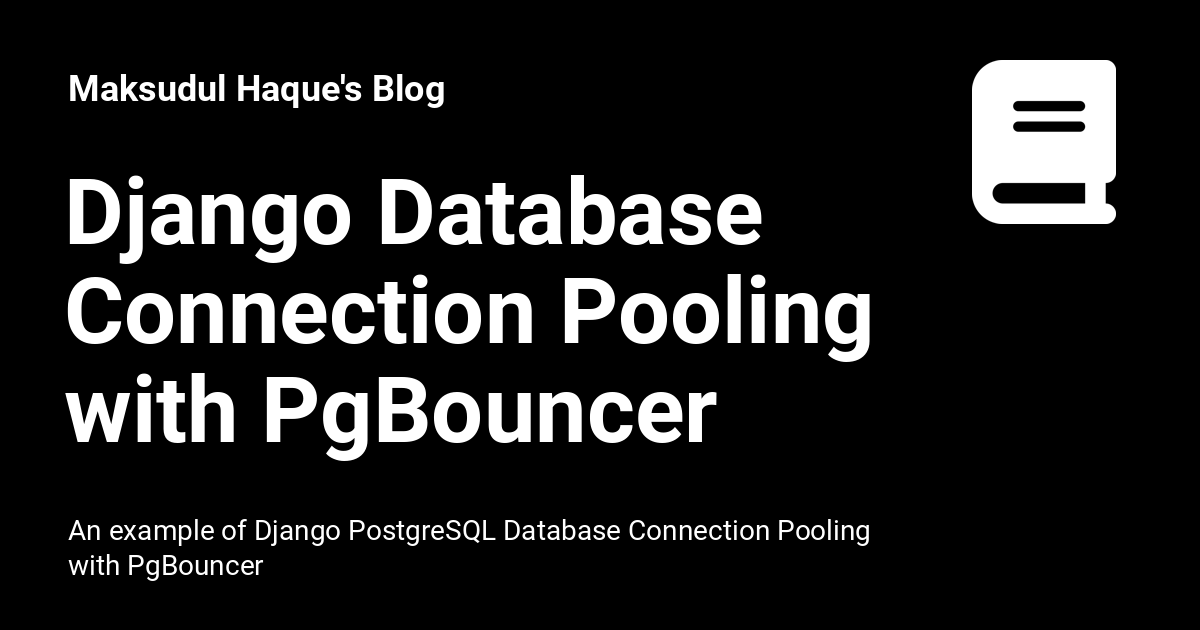 Maksudul Haque's Blog
Django Database
Connection Pooling
with PgBouncer
An example of Django PostgreSQL Database Connection Pooling
with PgBouncer